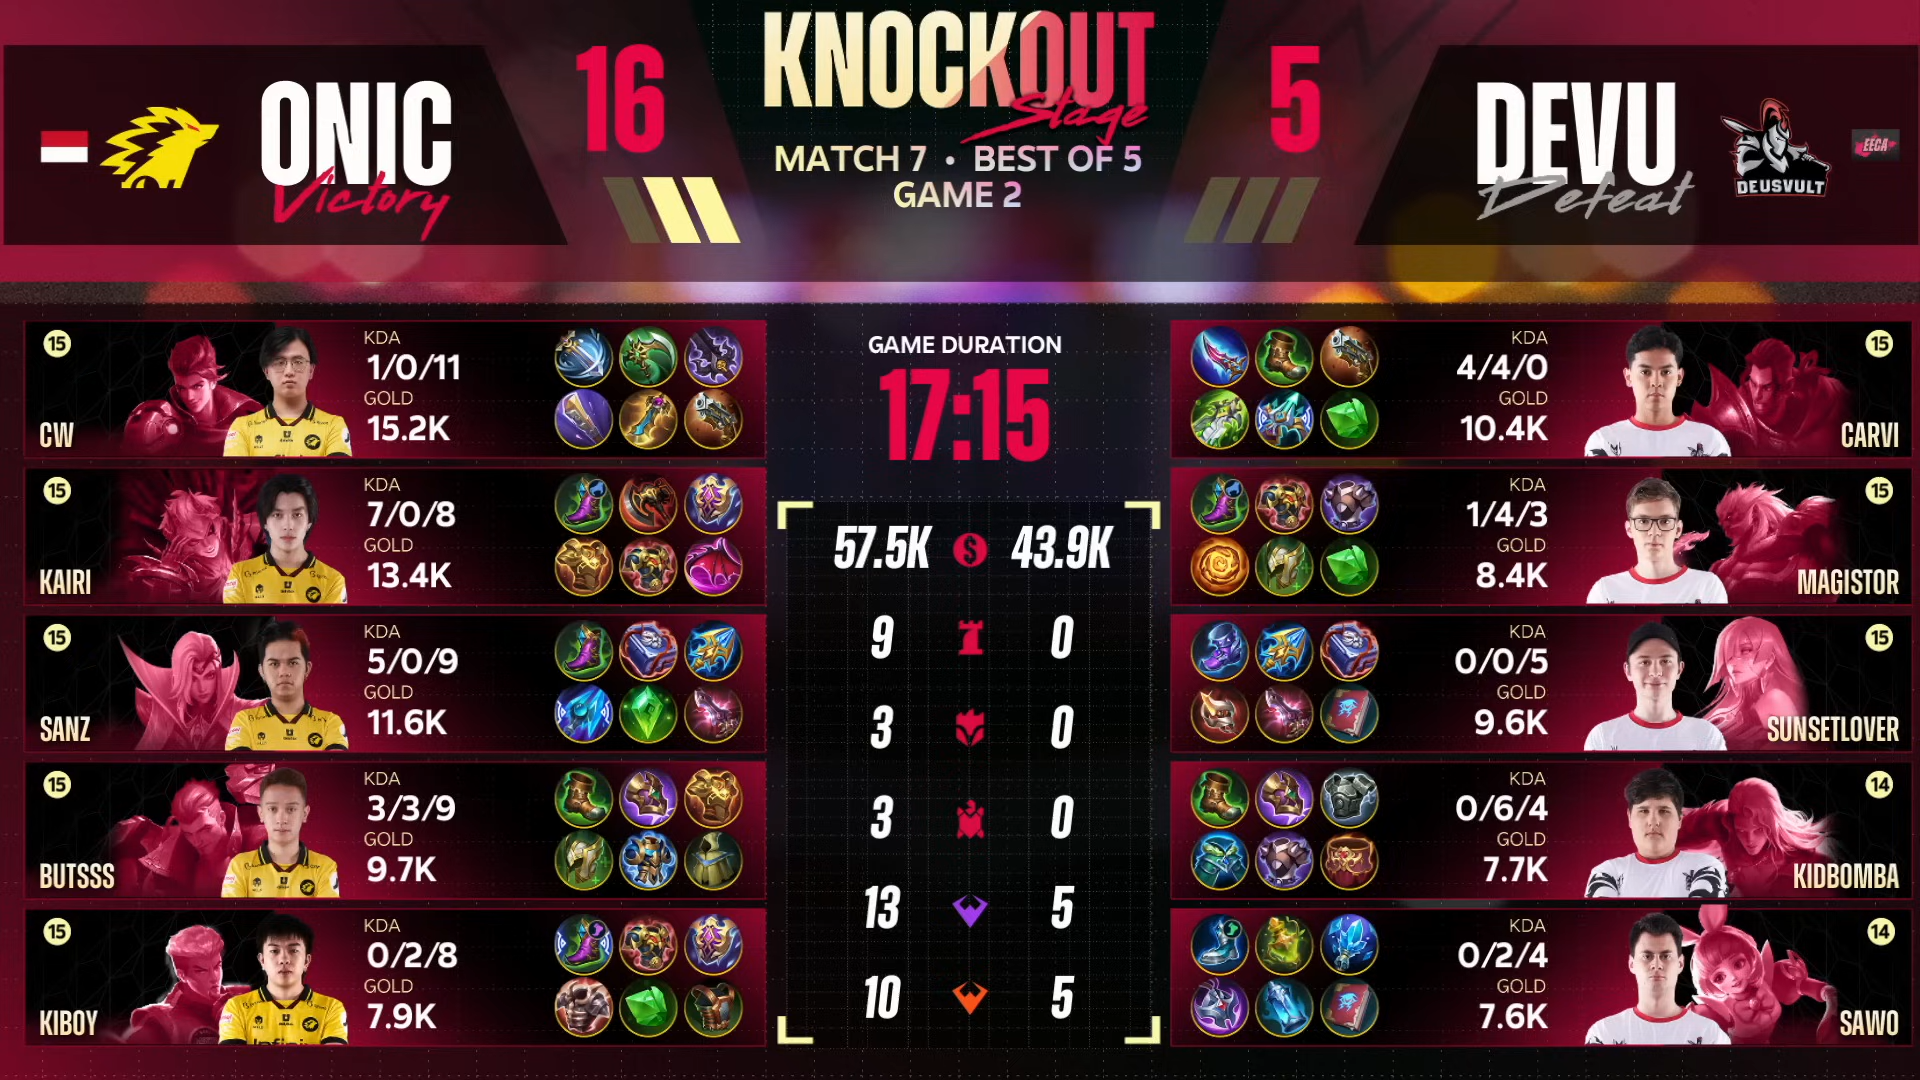 KNOCKOUT
Stage
MATCH 7 • BEST OF 5
GAME 2
ONIC
Victory
16
5
DEVU
Defeat
DEUSVULT
EECA
GAME DURATION
17:15
57.5K 43.9K
9 0
3 0
3 0
13 5
10 5
15
CW
KDA
1/0/11
GOLD
15.2K
15
KAIRI
KDA
7/0/8
GOLD
13.4K
15
SANZ
KDA
5/0/9
GOLD
11.6K
15
BUTSSS
KDA
3/3/9
GOLD
9.7K
15
KIBOY
KDA
0/2/8
GOLD
7.9K
KDA
4/4/0
GOLD
10.4K
15
CARVI
KDA
1/4/3
GOLD
8.4K
15
MAGISTOR
KDA
0/0/5
GOLD
9.6K
15
SUNSETLOVER
KDA
0/6/4
GOLD
7.7K
14
KIDBOMBA
KDA
0/2/4
GOLD
7.6K
14
SAWO